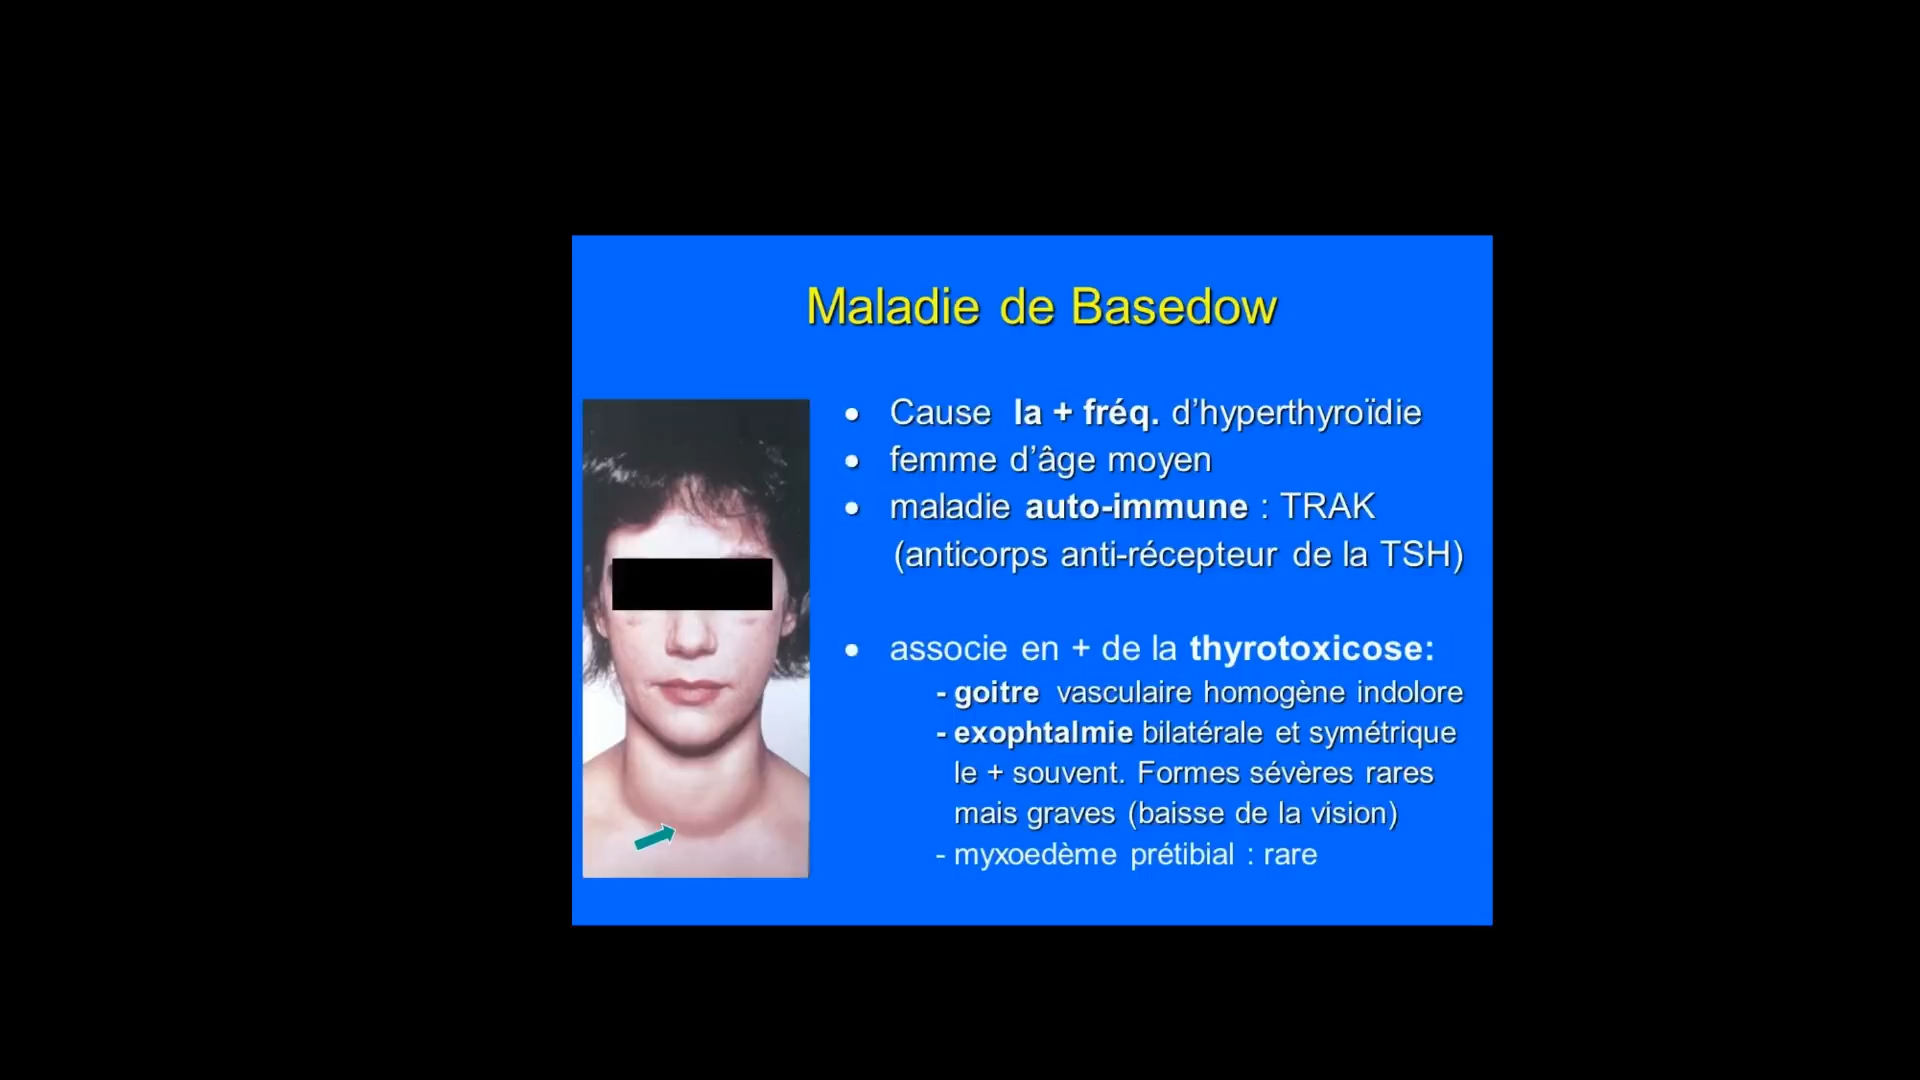 Maladie de Basedow
• Cause la + fréq. d’hyperthyroïdie
• femme d’âge moyen
• maladie auto-immune : TRAK
(anticorps anti-récepteur de la TSH)
• associe en + de la thyrotoxicose:
- goitre vasculaire homogène indolore
- exophtalmie bilatérale et symétrique
le + souvent. Formes sévères rares
mais graves (baisse de la vision)
- myxoedème prétibial : rare